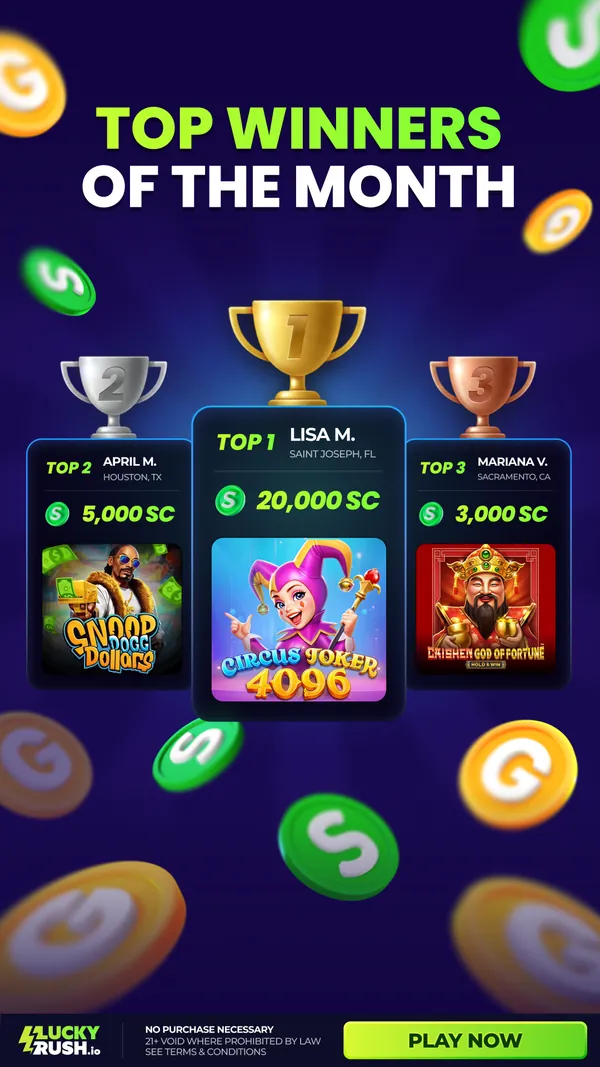 TOP WINNERS
OF THE MONTH
1
2
3
TOP 1 LISA M.
SAINT JOSEPH, FL
20,000 SC
CIRCUS JOKER
4096
TOP 2 APRIL M.
HOUSTON, TX
5,000 SC
SNOOP
DOGG
DOLLARS
TOP 3 MARIANA V.
SACRAMENTO, CA
3,000 SC
CAISHEN GOD OF FORTUNE
HOLD & WIN
LUCKY
RUSH.io
NO PURCHASE NECESSARY
21+ VOID WHERE PROHIBITED BY LAW
SEE TERMS & CONDITIONS
PLAY NOW